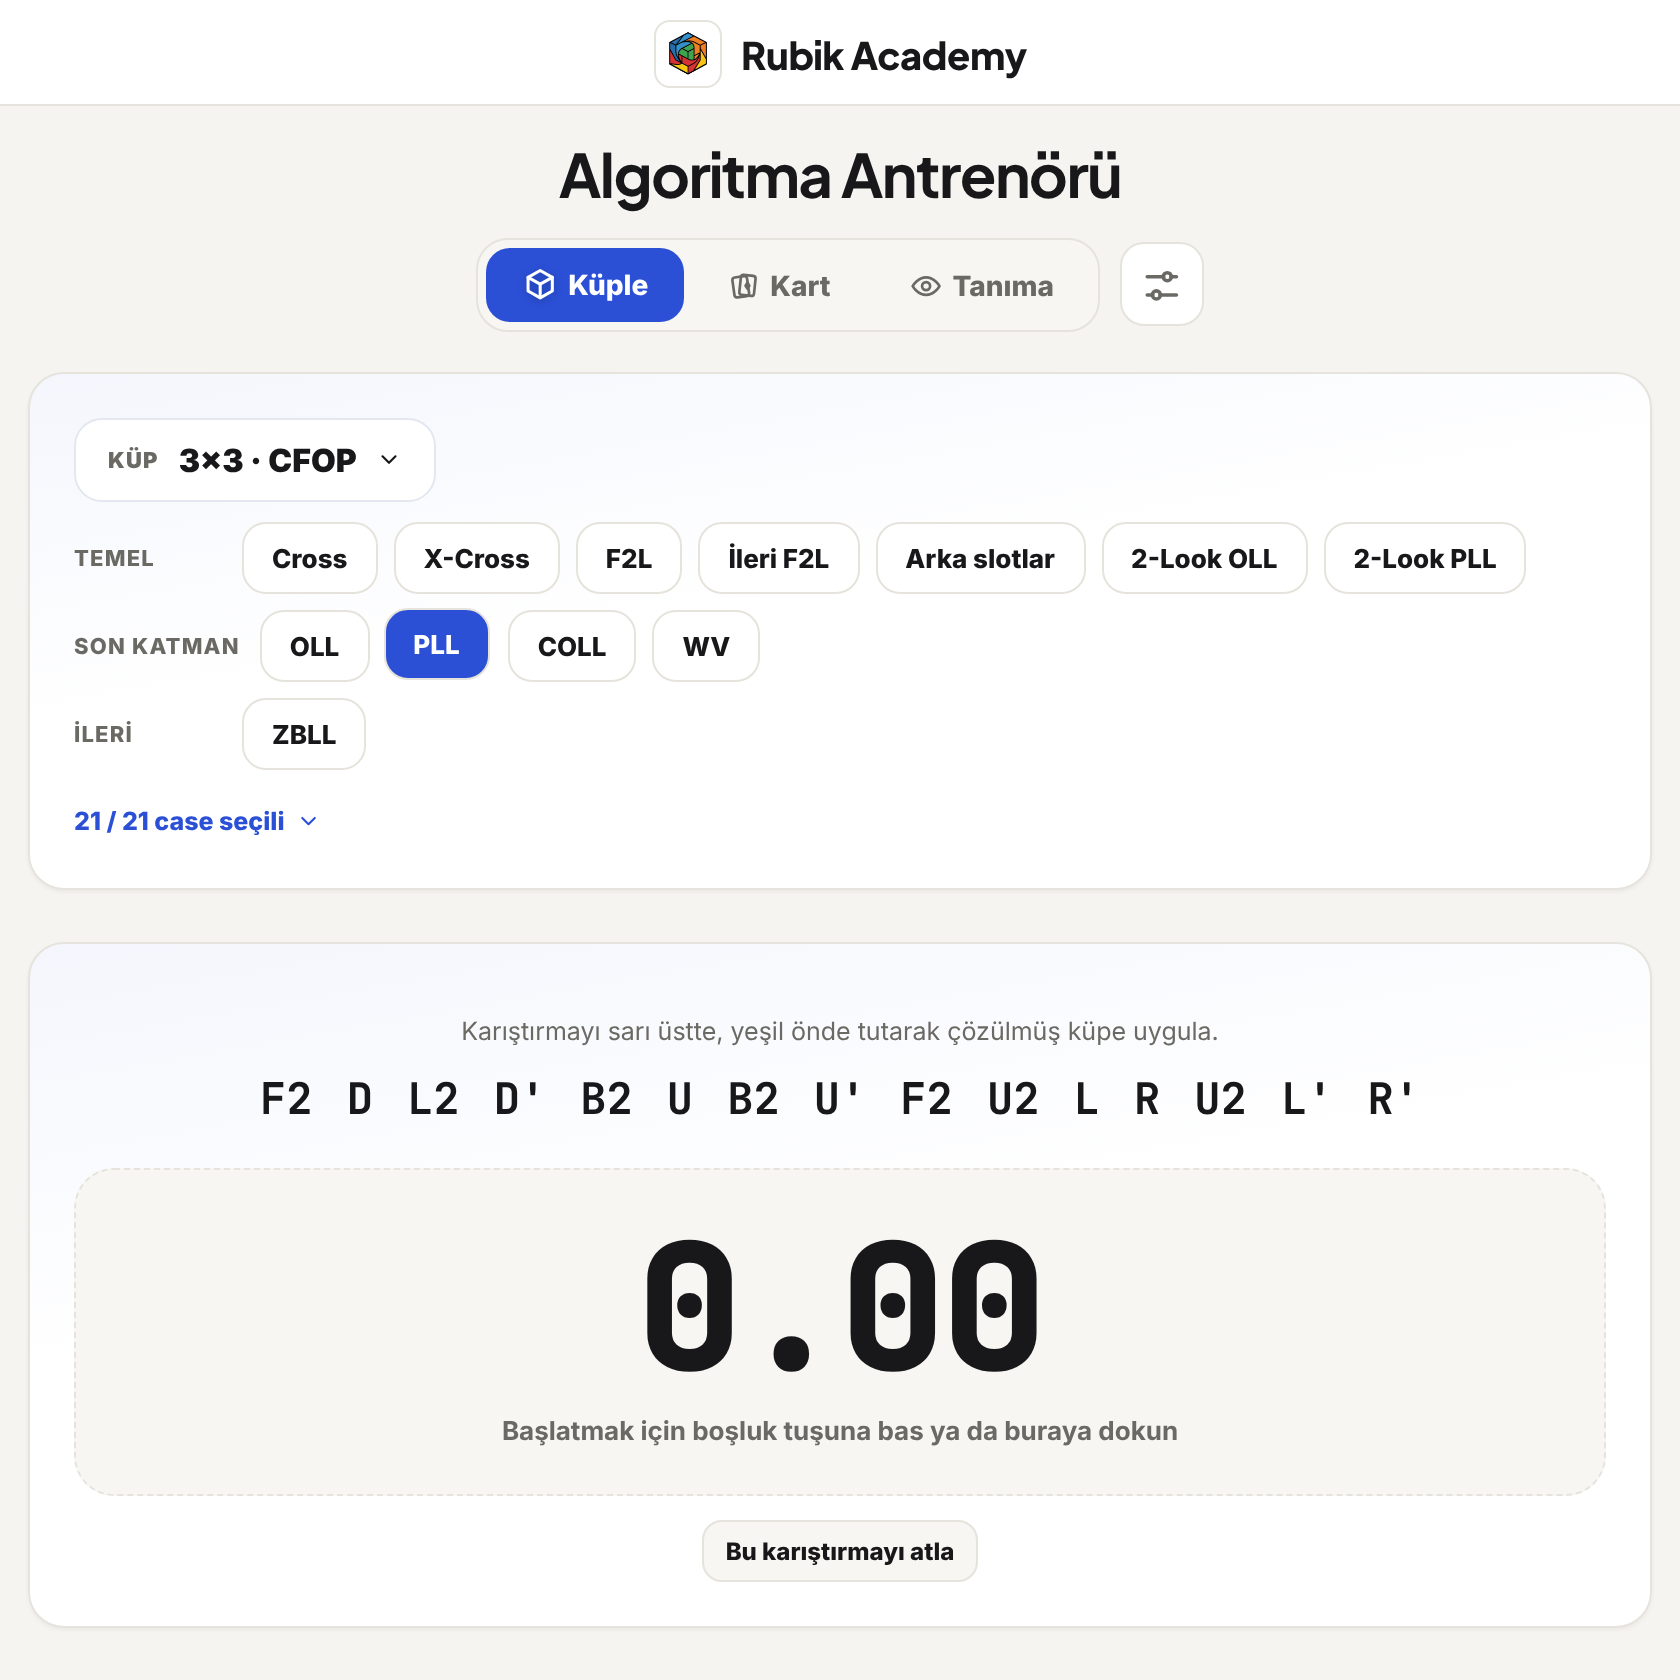 Rubik Academy
Algoritma Antrenörü
Küple Kart Tanıma
KÜP 3×3 · CFOP
TEMEL Cross X-Cross F2L İleri F2L Arka slotlar 2-Look OLL 2-Look PLL
SON KATMAN OLL PLL COLL WV
İLERİ ZBLL
21 / 21 case seçili
Karıştırmayı sarı üstte, yeşil önde tutarak çözülmüş küpe uygula.
F2 D L2 D' B2 U B2 U' F2 U2 L R U2 L' R'
0.00
Başlatmak için boşluk tuşuna bas ya da buraya dokun
Bu karıştırmayı atla